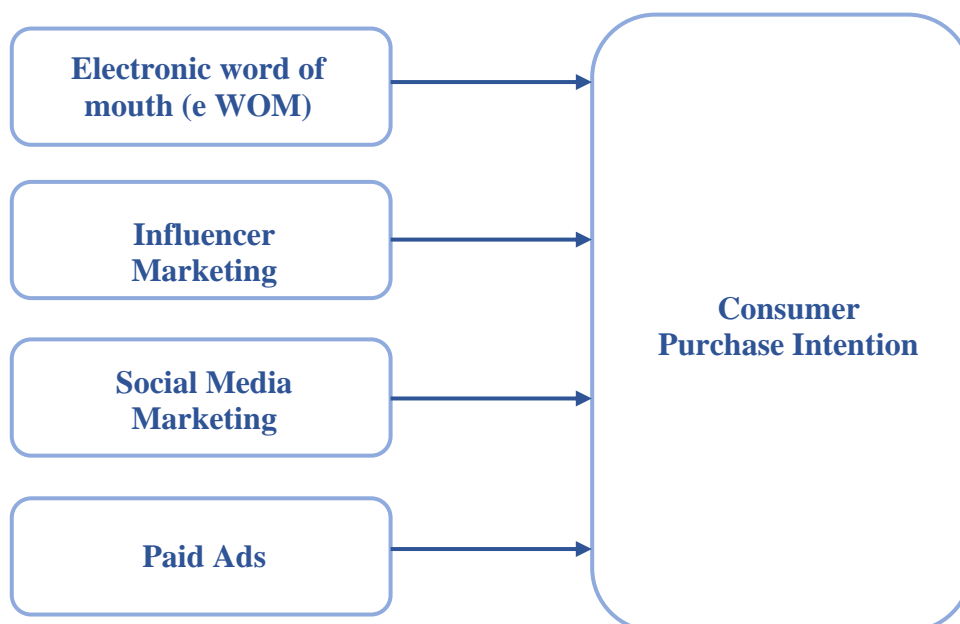 Electronic word of
mouth (e WOM)
Influencer
Marketing
Social Media
Marketing
Paid Ads
Consumer
Purchase Intention